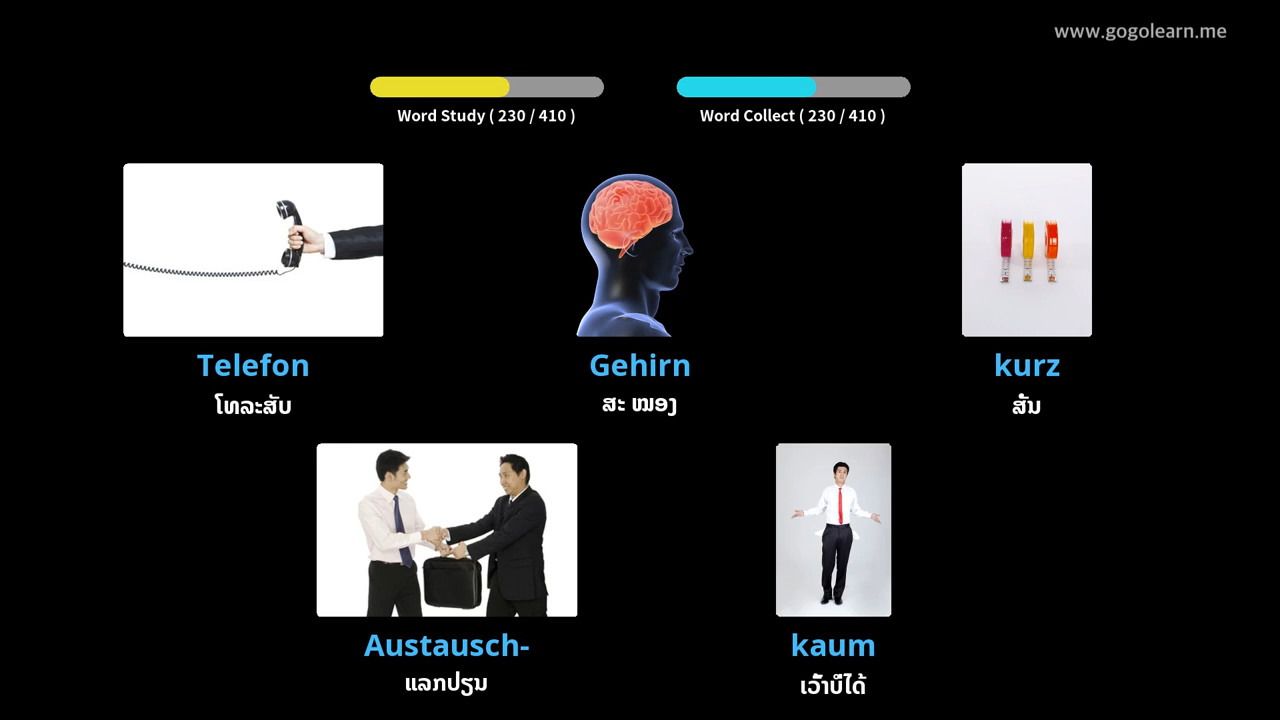 www.gogolearn.me
Word Study ( 230 / 410 )
Word Collect ( 230 / 410 )
Telefon
ໂທລະສັບ
Gehirn
ສະ ໝອງ
kurz
ສັ້ນ
Austausch-
ແລກປ່ຽນ
kaum
ເວົ້າບໍ່ໄດ້